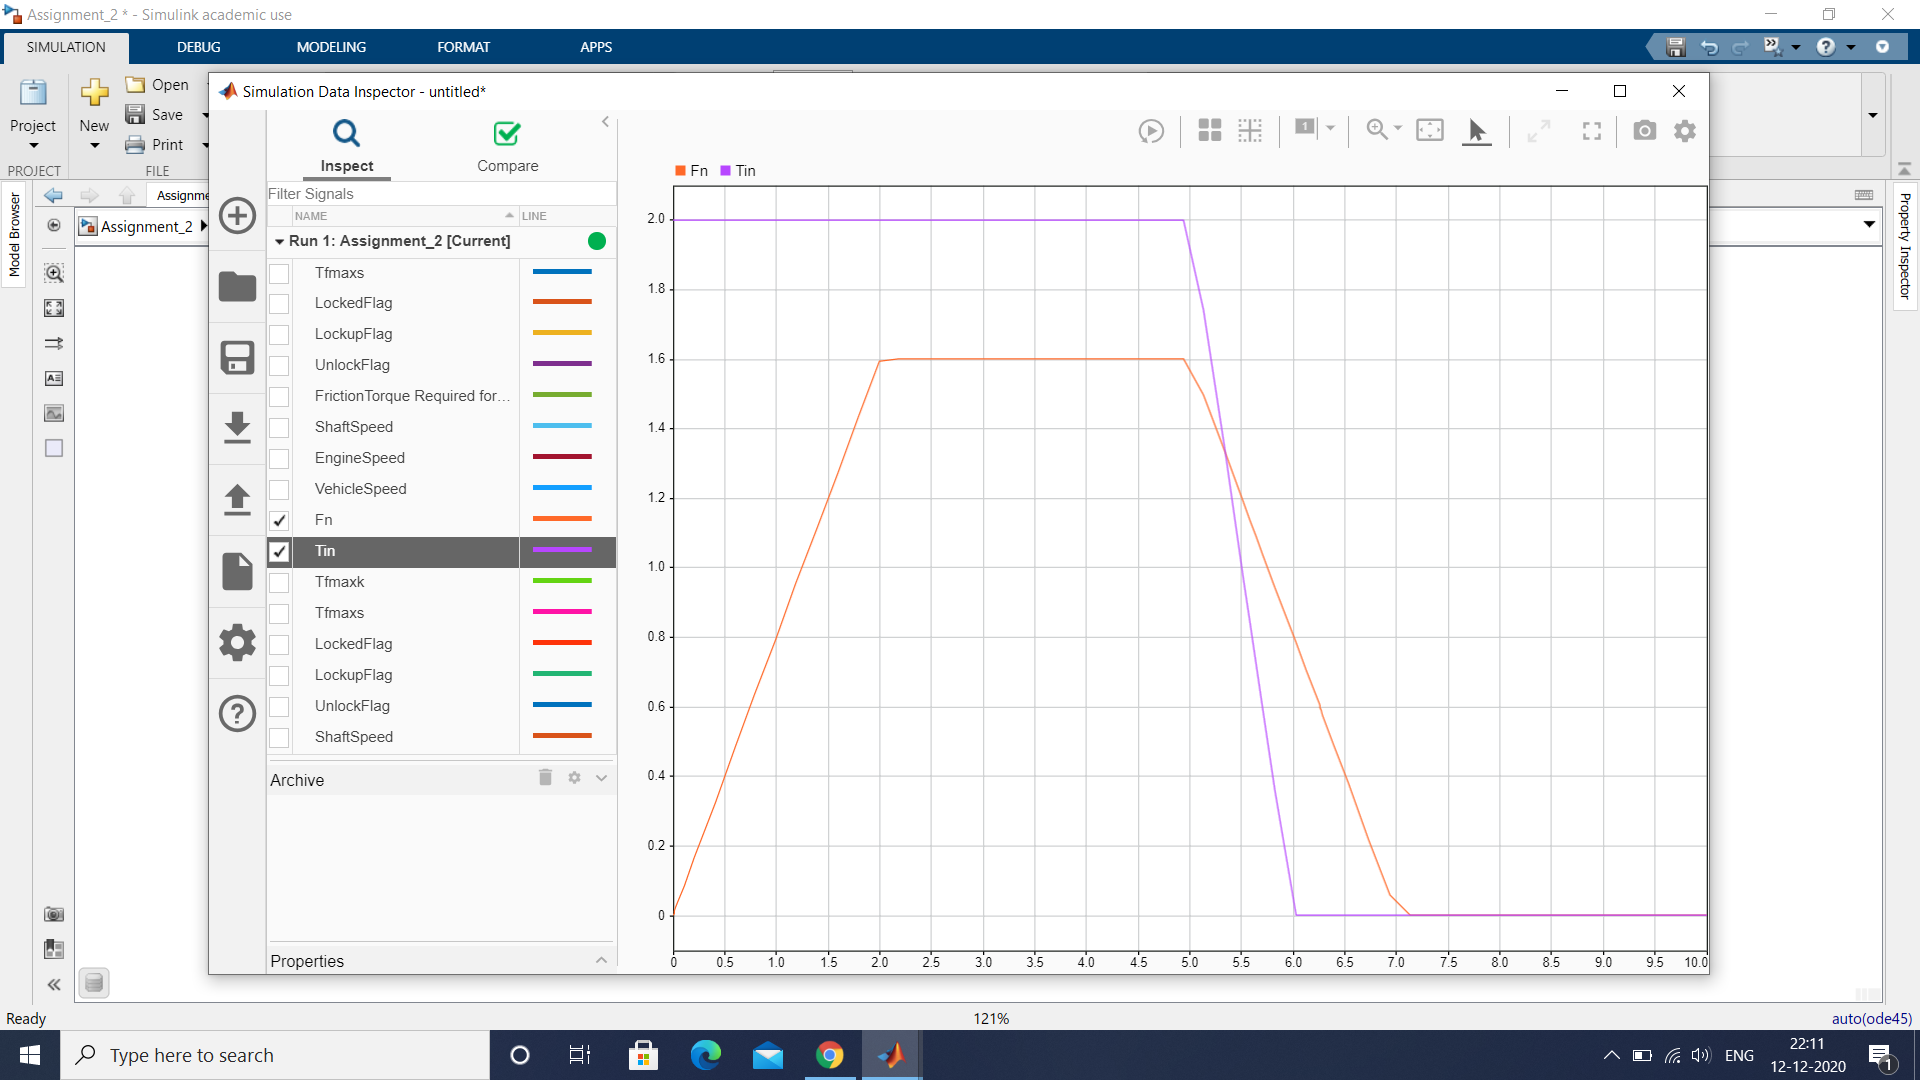 Assignment_2 * - Simulink academic use
SIMULATION DEBUG MODELING FORMAT APPS
Project
New
Open
Save
Print
PROJECT FILE
Assignme
Assignment_2
Model Browser
Property Inspector
Simulation Data Inspector - untitled*
Inspect Compare
Filter Signals
NAME LINE
Run 1: Assignment_2 [Current]
Tfmaxs
LockedFlag
LockupFlag
UnlockFlag
FrictionTorque Required for...
ShaftSpeed
EngineSpeed
VehicleSpeed
Fn
Tin
Tfmaxk
Tfmaxs
LockedFlag
LockupFlag
UnlockFlag
ShaftSpeed
Archive
Properties
1
Fn Tin
2.0
1.8
1.6
1.4
1.2
1.0
0.8
0.6
0.4
0.2
0
0 0.5 1.0 1.5 2.0 2.5 3.0 3.5 4.0 4.5 5.0 5.5 6.0 6.5 7.0 7.5 8.0 8.5 9.0 9.5 10.0
Ready 121% auto(ode45)
Type here to search
ENG
22:11
12-12-2020
1